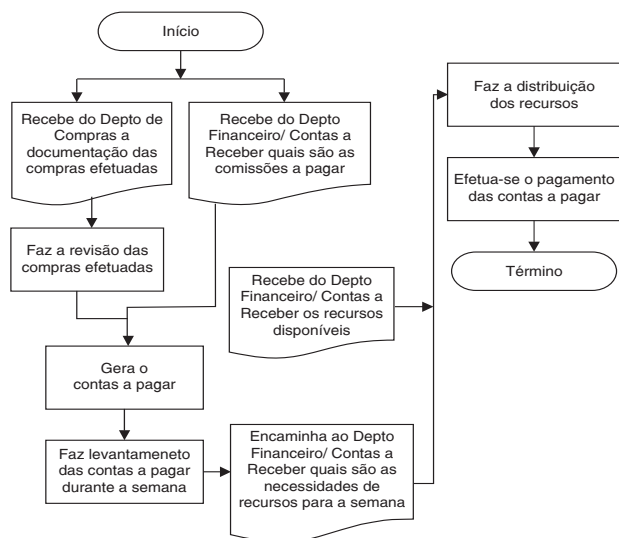 Início
Recebe do Depto de
Compras a
documentação das
compras efetuadas
Recebe do Depto
Financeiro/ Contas a
Receber quais são as
comissões a pagar
Faz a revisão das
compras efetuadas
Gera o
contas a pagar
Faz levantameneto
das contas a pagar
durante a semana
Encaminha ao Depto
Financeiro/ Contas a
Receber quais são as
necessidades de
recursos para a semana
Recebe do Depto
Financeiro/ Contas a
Receber os recursos
disponíveis
Faz a distribuição
dos recursos
Efetua-se o pagamento
das contas a pagar
Término